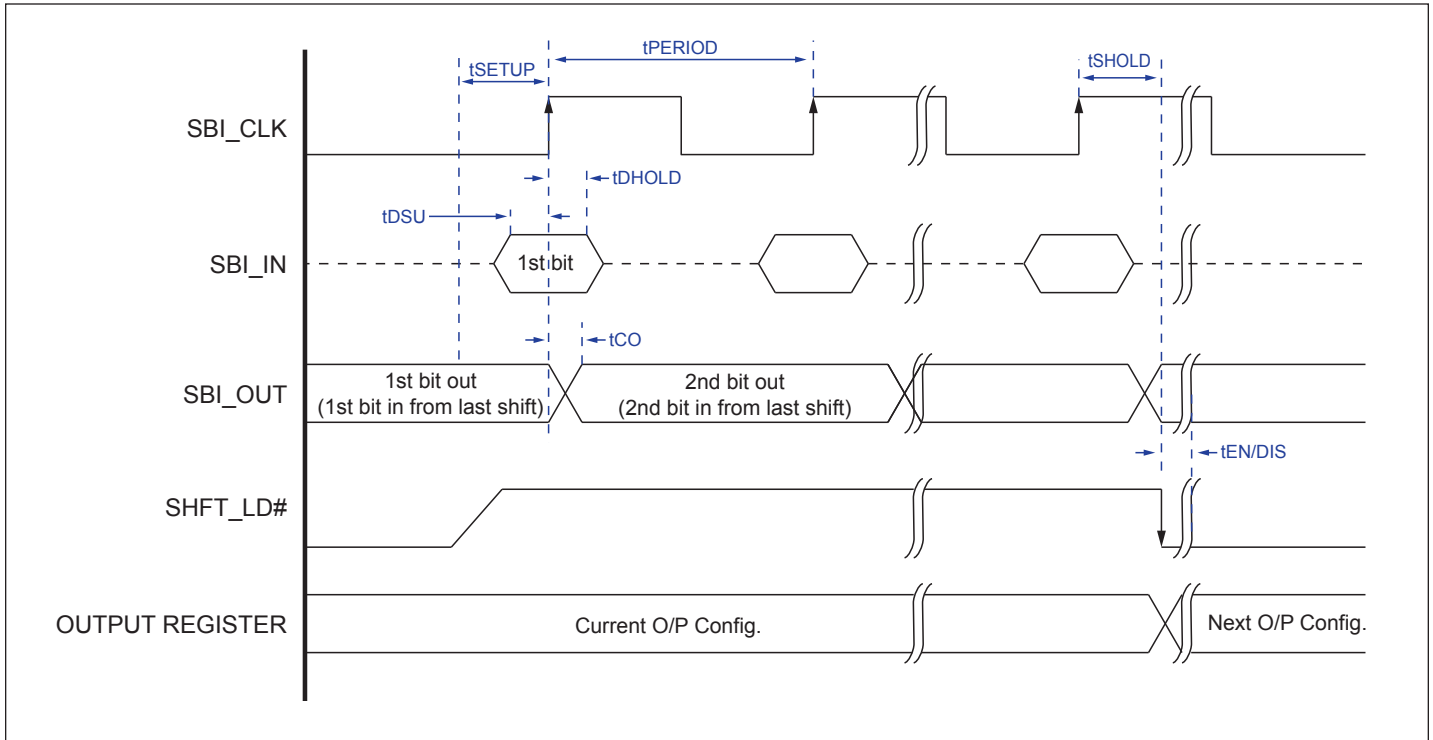 tPERIOD
tSETUP
tSHOLD
SBI_CLK
tDHOLD
tDSU
SBI_IN
1st bit
tCO
SBI_OUT
1st bit out
(1st bit in from last shift)
2nd bit out
(2nd bit in from last shift)
tEN/DIS
SHFT_LD#
OUTPUT REGISTER
Current O/P Config.
Next O/P Config.